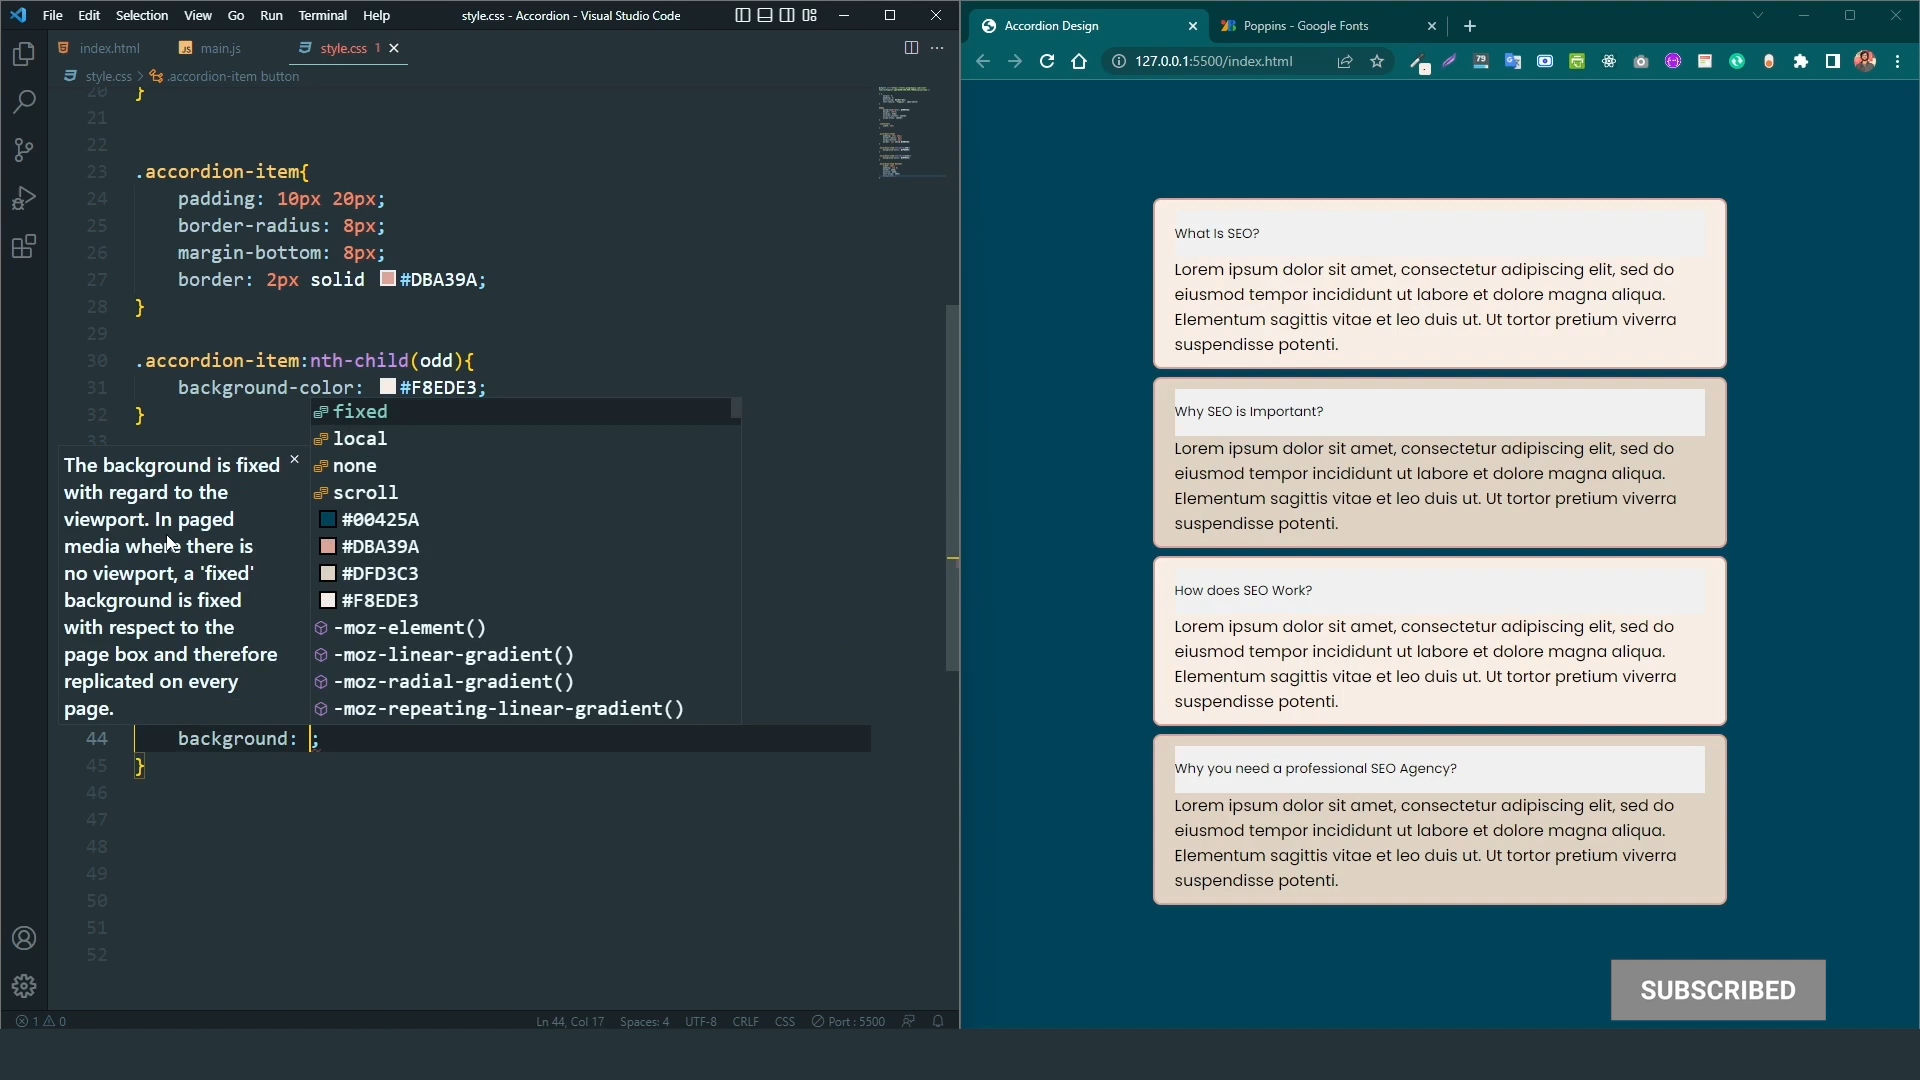 File Edit Selection View Go Run Terminal Help
style.css - Accordion - Visual Studio Code
index.html
main.js
style.css 1
style.css > .accordion-item button
20 }
21
22
23 .accordion-item{
24 padding: 10px 20px;
25 border-radius: 8px;
26 margin-bottom: 8px;
27 border: 2px solid #DBA39A;
28 }
29
30 .accordion-item:nth-child(odd){
31 background-color: #F8EDE3;
32 }
33
fixed
local
none
scroll
#00425A
#DBA39A
#DFD3C3
#F8EDE3
-moz-element()
-moz-linear-gradient()
-moz-radial-gradient()
-moz-repeating-linear-gradient()
The background is fixed
with regard to the
viewport. In paged
media where there is
no viewport, a 'fixed'
background is fixed
with respect to the
page box and therefore
replicated on every
page.
44 background: ;
45 }
46
47
48
49
50
51
52
1 0
Ln 44, Col 17 Spaces: 4 UTF-8 CRLF CSS Port : 5500
Accordion Design
Poppins - Google Fonts
127.0.0.1:5500/index.html
79
What Is SEO?
Lorem ipsum dolor sit amet, consectetur adipiscing elit, sed do
eiusmod tempor incididunt ut labore et dolore magna aliqua.
Elementum sagittis vitae et leo duis ut. Ut tortor pretium viverra
suspendisse potenti.
Why SEO is Important?
Lorem ipsum dolor sit amet, consectetur adipiscing elit, sed do
eiusmod tempor incididunt ut labore et dolore magna aliqua.
Elementum sagittis vitae et leo duis ut. Ut tortor pretium viverra
suspendisse potenti.
How does SEO Work?
Lorem ipsum dolor sit amet, consectetur adipiscing elit, sed do
eiusmod tempor incididunt ut labore et dolore magna aliqua.
Elementum sagittis vitae et leo duis ut. Ut tortor pretium viverra
suspendisse potenti.
Why you need a professional SEO Agency?
Lorem ipsum dolor sit amet, consectetur adipiscing elit, sed do
eiusmod tempor incididunt ut labore et dolore magna aliqua.
Elementum sagittis vitae et leo duis ut. Ut tortor pretium viverra
suspendisse potenti.
SUBSCRIBED